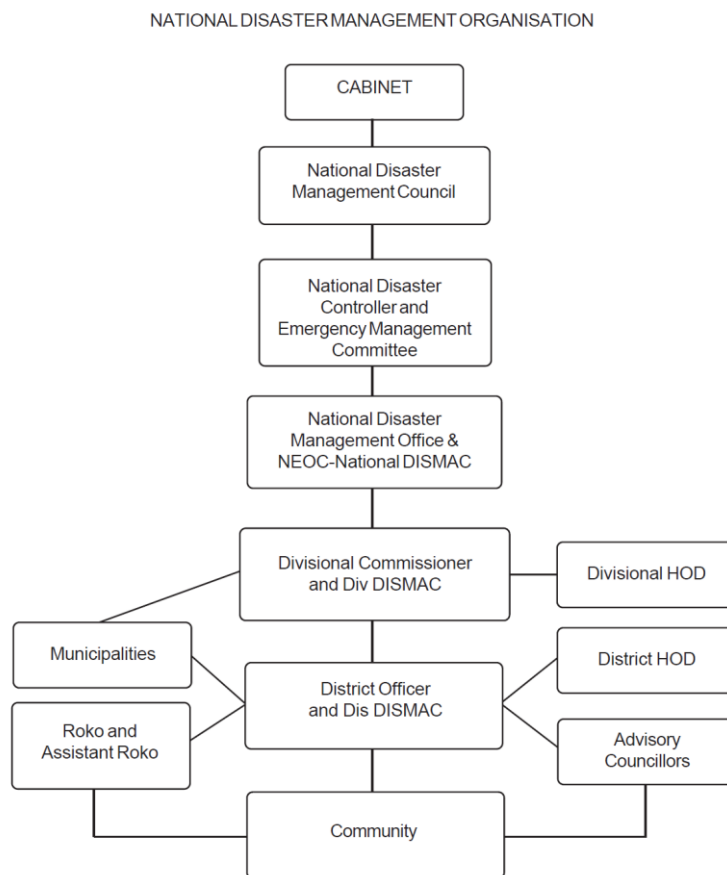 NATIONAL DISASTER MANAGEMENT ORGANISATION
CABINET
National Disaster
Management Council
National Disaster
Controller and
Emergency Management
Committee
National Disaster
Management Office &
NEOC-National DISMAC
Divisional Commissioner
and Div DISMAC
Divisional HOD
Municipalities
District HOD
District Officer
and Dis DISMAC
Roko and
Assistant Roko
Advisory
Councillors
Community